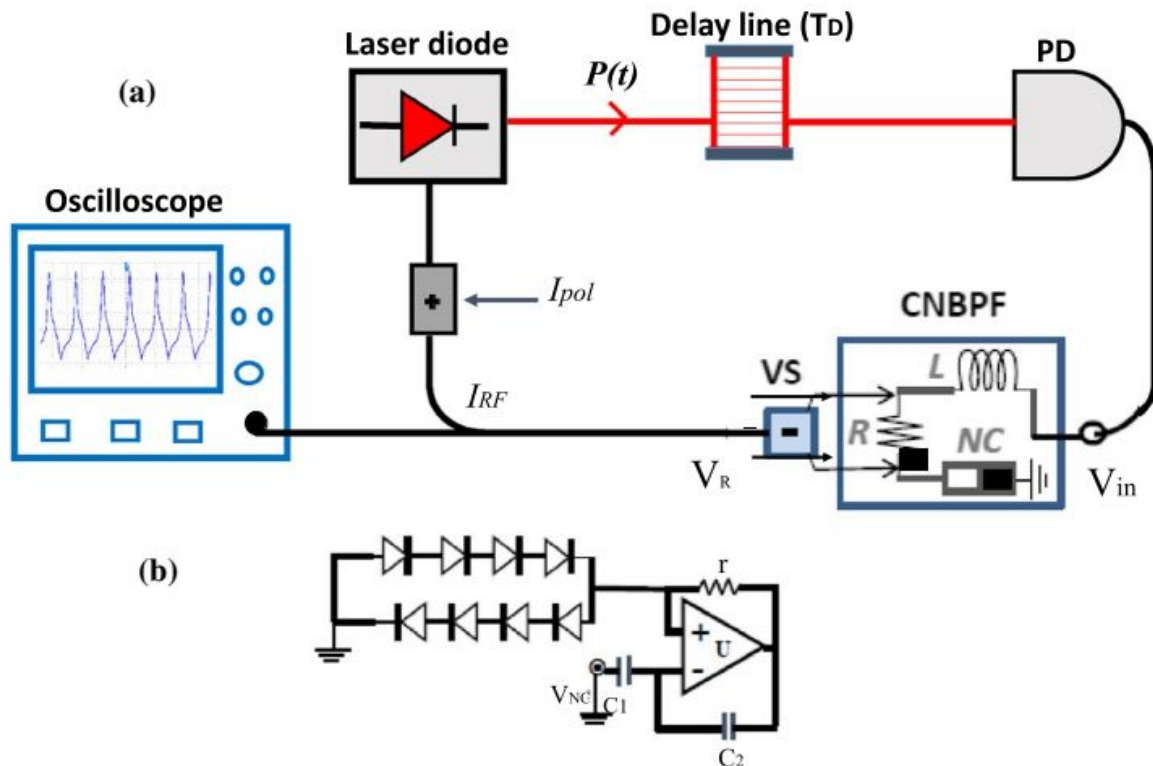 Delay line (TD)
Laser diode
PD
P(t)
(a)
Oscilloscope
+
Ipol
CNBPF
VS
L
IRF
-
R
NC
VR
Vin
(b)
r
+
U
-
VNC
C1
C2